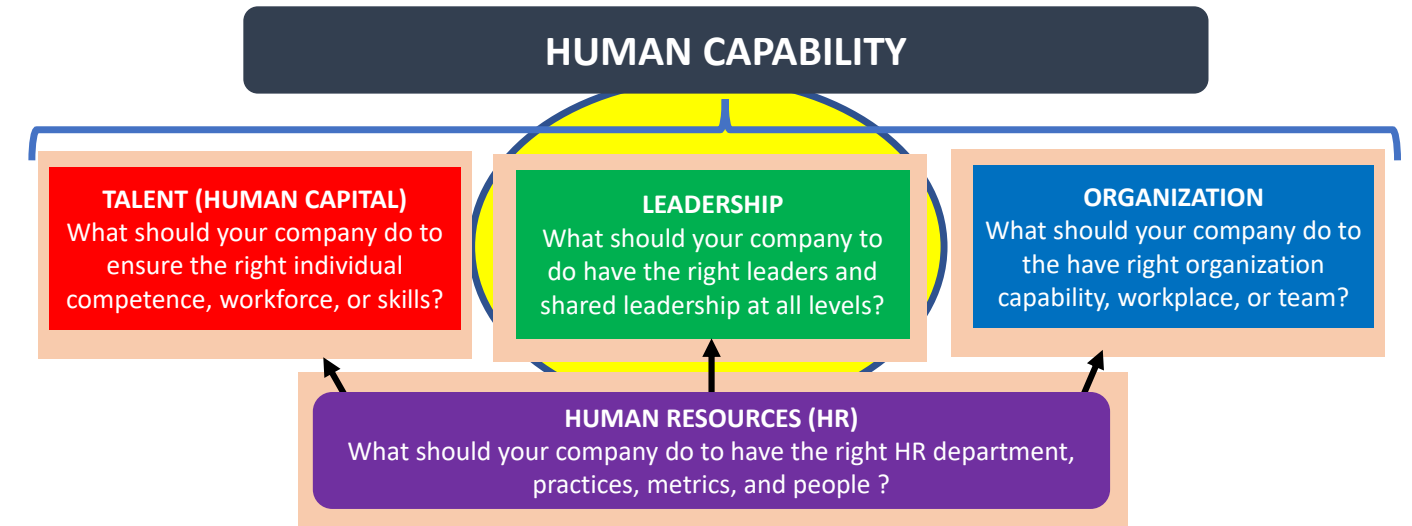 HUMAN CAPABILITY
TALENT (HUMAN CAPITAL)
What should your company do to
ensure the right individual
competence, workforce, or skills?
LEADERSHIP
What should your company to
do have the right leaders and
shared leadership at all levels?
ORGANIZATION
What should your company do to
the have right organization
capability, workplace, or team?
HUMAN RESOURCES (HR)
What should your company do to have the right HR department,
practices, metrics, and people ?